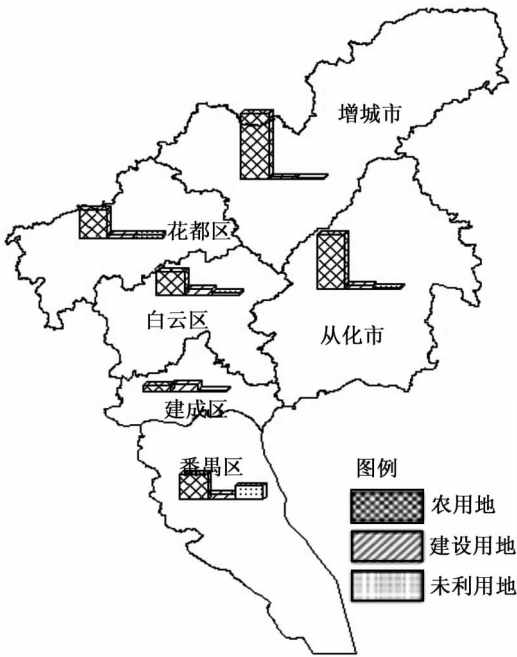 增城市
花都区
白云区
从化市
建成区
番禺区
图例
农用地
建设用地
未利用地